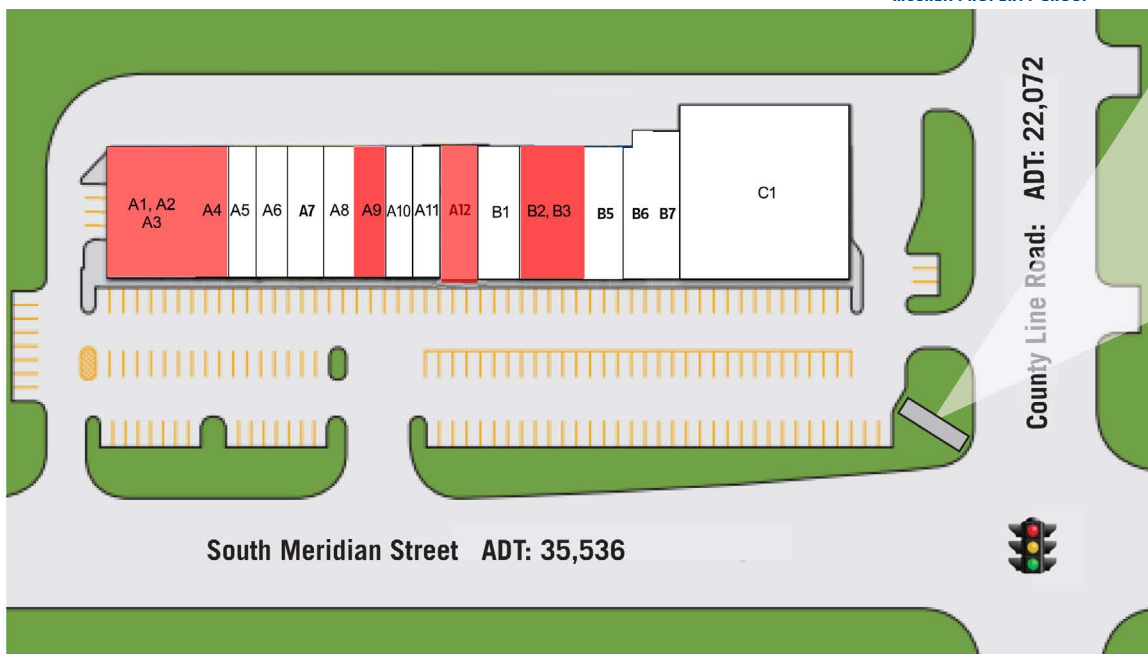 County Line Road: ADT: 22,072
A1, A2
A3
A4
A5
A6
A7
A8
A9
A10
A11
A12
B1
B2, B3
B5
B6
B7
C1
South Meridian Street ADT: 35,536